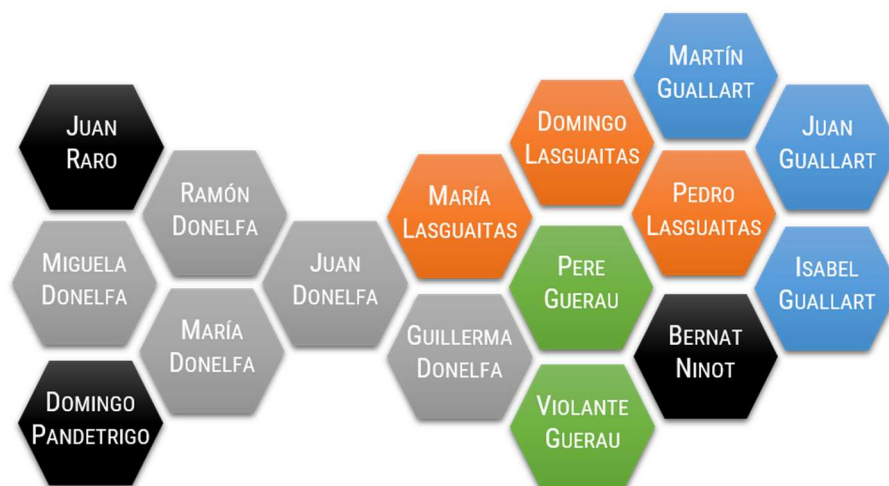 MARTÍN
GUALLART
JUAN
RARO
DOMINGO
LASGUAITAS
JUAN
GUALLART
RAMÓN
DONELFA
MARÍA
LASGUAITAS
PEDRO
LASGUAITAS
MIGUELA
DONELFA
JUAN
DONELFA
PERE
GUERAU
ISABEL
GUALLART
MARÍA
DONELFA
GUILLERMA
DONELFA
BERNAT
NINOT
DOMINGO
PANDETRIGO
VIOLANTE
GUERAU